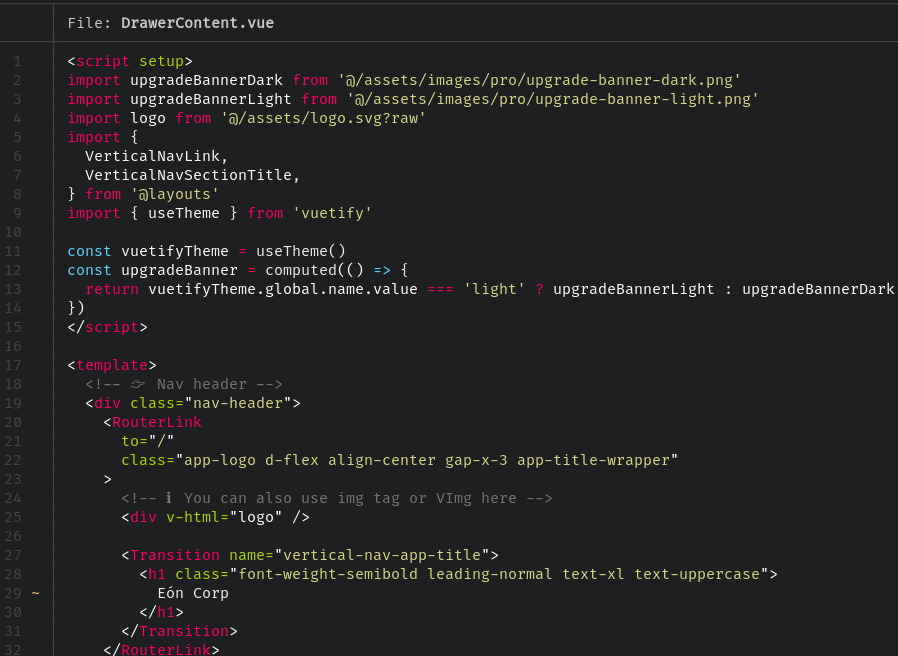 File: DrawerContent.vue
1 <script setup>
2 import upgradeBannerDark from '@/assets/images/pro/upgrade-banner-dark.png'
3 import upgradeBannerLight from '@/assets/images/pro/upgrade-banner-light.png'
4 import logo from '@/assets/logo.svg?raw'
5 import {
6   VerticalNavLink,
7   VerticalNavSectionTitle,
8 } from '@layouts'
9 import { useTheme } from 'vuetify'
10
11 const vuetifyTheme = useTheme()
12 const upgradeBanner = computed(() => {
13   return vuetifyTheme.global.name.value === 'light' ? upgradeBannerLight : upgradeBannerDark
14 })
15 </script>
16
17 <template>
18   <!-- 👉 Nav header -->
19   <div class="nav-header">
20     <RouterLink
21       to="/"
22       class="app-logo d-flex align-center gap-x-3 app-title-wrapper"
23     >
24       <!-- ℹ You can also use img tag or VImg here -->
25       <div v-html="logo" />
26
27       <Transition name="vertical-nav-app-title">
28         <h1 class="font-weight-semibold leading-normal text-xl text-uppercase">
29 ~           Eón Corp
30         </h1>
31       </Transition>
32     </RouterLink>